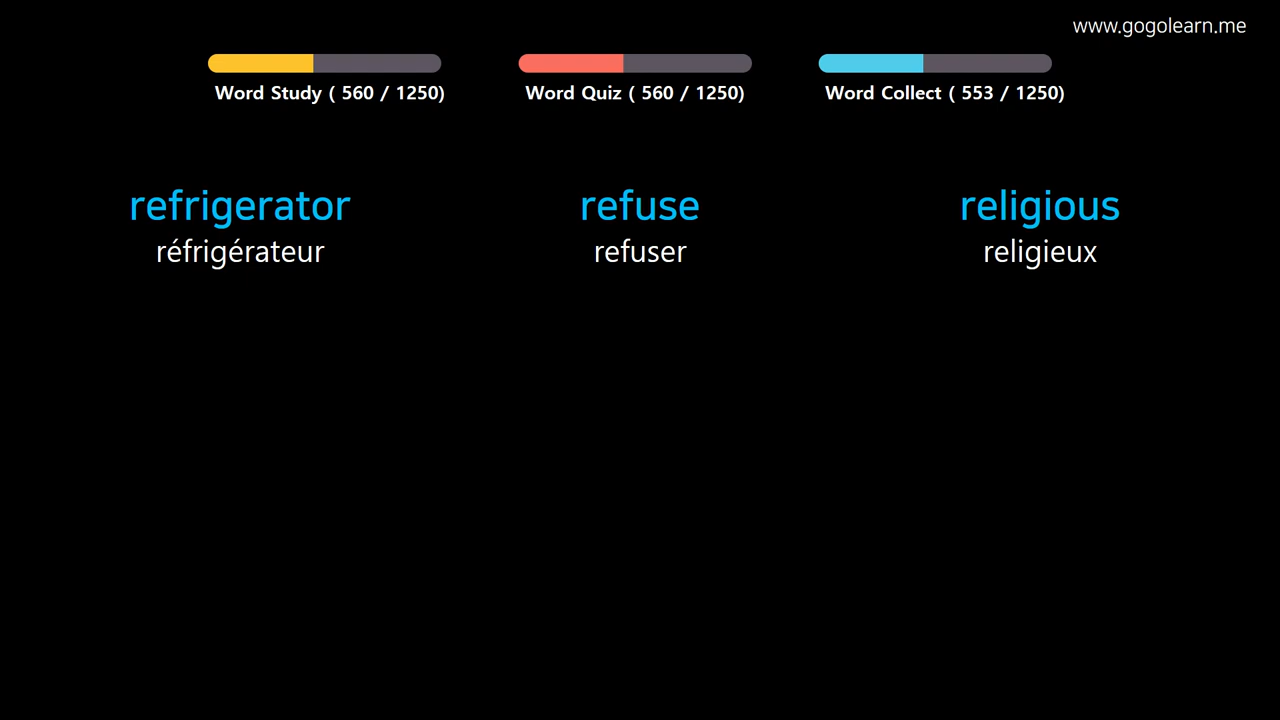 www.gogolearn.me
Word Study ( 560 / 1250)
Word Quiz ( 560 / 1250)
Word Collect ( 553 / 1250)
refrigerator
réfrigérateur
refuse
refuser
religious
religieux